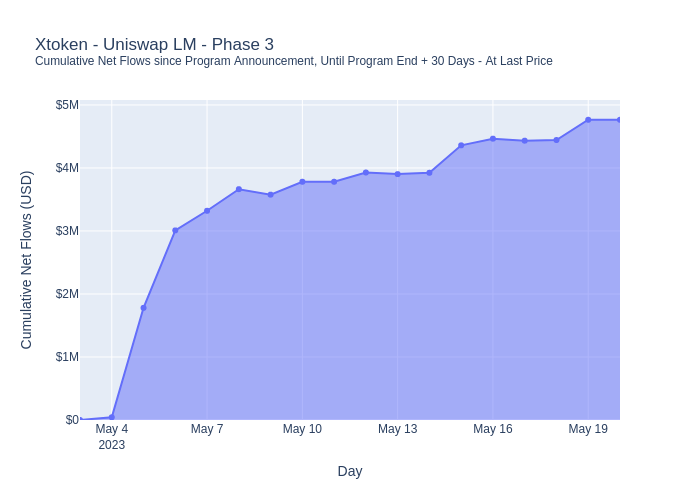 Xtoken - Uniswap LM - Phase 3
Cumulative Net Flows since Program Announcement, Until Program End + 30 Days - At Last Price
Cumulative Net Flows (USD)
$5M
$4M
$3M
$2M
$1M
$0
May 4
2023
May 7
May 10
May 13
May 16
May 19
Day